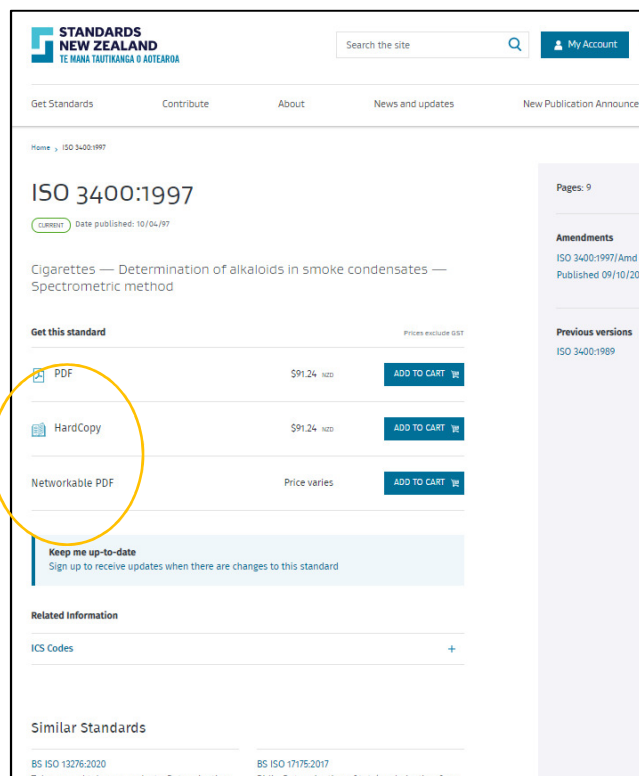 STANDARDS
NEW ZEALAND
TE MANA TAUTIKANGA O AOTEAROA
Search the site
My Account
Get Standards
Contribute
About
News and updates
New Publication Announce
Home > ISO 3400:1997
ISO 3400:1997
CURRENT Date published: 10/04/97
Cigarettes — Determination of alkaloids in smoke condensates —
Spectrometric method
Get this standard
Prices exclude GST
PDF $91.24 NZD ADD TO CART
HardCopy $91.24 NZD ADD TO CART
Networkable PDF Price varies ADD TO CART
Keep me up-to-date
Sign up to receive updates when there are changes to this standard
Related Information
ICS Codes +
Similar Standards
BS ISO 13276:2020
BS ISO 17175:2017
Pages: 9
Amendments
ISO 3400:1997/Amd
Published 09/10/20
Previous versions
ISO 3400:1989